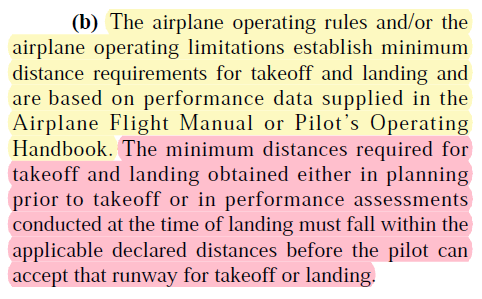 (b) The airplane operating rules and/or the
airplane operating limitations establish minimum
distance requirements for takeoff and landing and
are based on performance data supplied in the
Airplane Flight Manual or Pilot's Operating
Handbook. The minimum distances required for
takeoff and landing obtained either in planning
prior to takeoff or in performance assessments
conducted at the time of landing must fall within the
applicable declared distances before the pilot can
accept that runway for takeoff or landing.